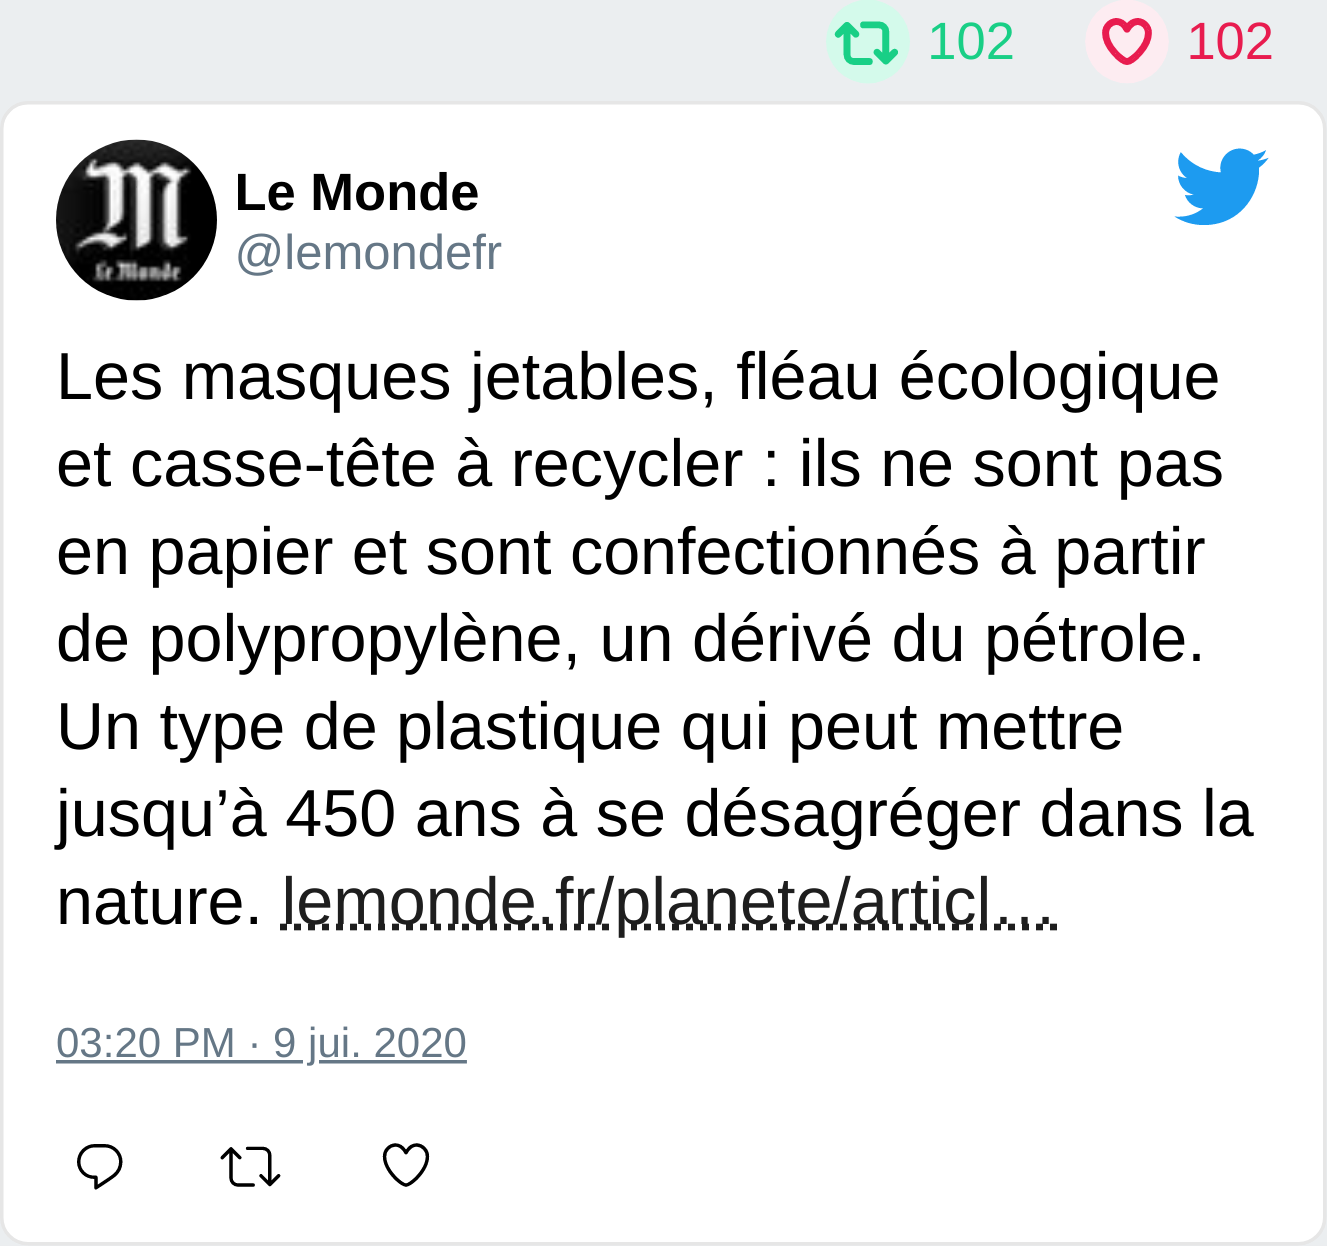 102 102
Le Monde
Le Monde
@lemondefr
Les masques jetables, fléau écologique
et casse-tête à recycler : ils ne sont pas
en papier et sont confectionnés à partir
de polypropylène, un dérivé du pétrole.
Un type de plastique qui peut mettre
jusqu’à 450 ans à se désagréger dans la
nature. lemonde.fr/planete/articl…
03:20 PM · 9 jui. 2020